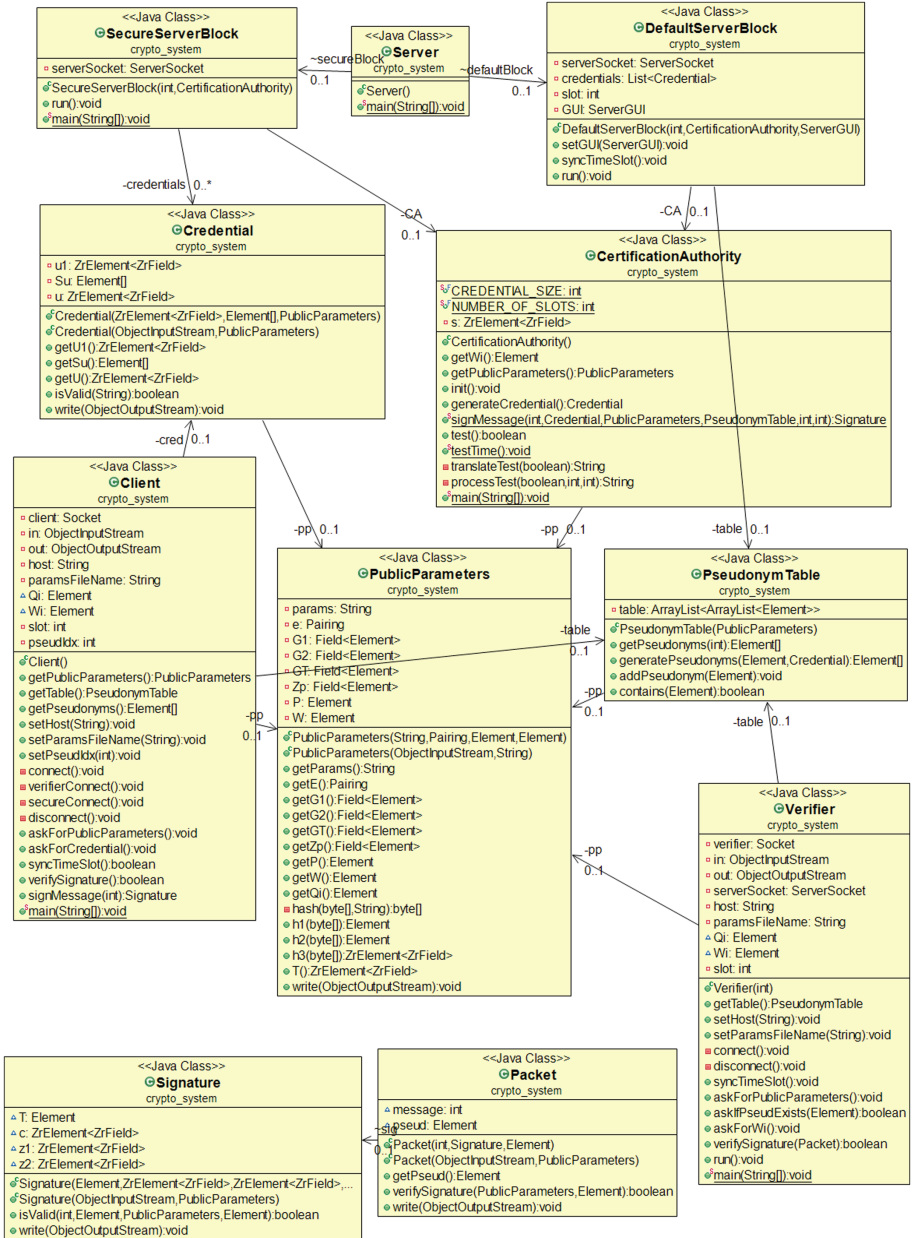 <<Java Class>>
SecureServerBlock
crypto_system
serverSocket: ServerSocket
SecureServerBlock(int,CertificationAuthority)
run():void
main(String[]):void
<<Java Class>>
Server
crypto_system
Server()
main(String[]):void
~secureBlock
0..1
~defaultBlock
0..1
<<Java Class>>
DefaultServerBlock
crypto_system
serverSocket: ServerSocket
credentials: List<Credential>
slot: int
GUI: ServerGUI
DefaultServerBlock(int,CertificationAuthority,ServerGUI)
setGUI(ServerGUI):void
syncTimeSlot():void
run():void
-credentials 0..*
-CA
0..1
-CA 0..1
<<Java Class>>
Credential
crypto_system
u1: ZrElement<ZrField>
Su: Element[]
u: ZrElement<ZrField>
Credential(ZrElement<ZrField>,Element[],PublicParameters)
Credential(ObjectInputStream,PublicParameters)
getU1():ZrElement<ZrField>
getSu():Element[]
getU():ZrElement<ZrField>
isValid(String):boolean
write(ObjectOutputStream):void
<<Java Class>>
CertificationAuthority
crypto_system
CREDENTIAL_SIZE: int
NUMBER_OF_SLOTS: int
s: ZrElement<ZrField>
CertificationAuthority()
getWi():Element
getPublicParameters():PublicParameters
init():void
generateCredential():Credential
signMessage(int,Credential,PublicParameters,PseudonymTable,int,int):Signature
test():boolean
testTime():void
translateTest(boolean):String
processTest(boolean,int,int):String
main(String[]):void
-cred 0..1
-pp 0..1
-pp 0..1
-table 0..1
<<Java Class>>
Client
crypto_system
client: Socket
in: ObjectInputStream
out: ObjectOutputStream
host: String
paramsFileName: String
Qi: Element
Wi: Element
slot: int
pseudIdx: int
Client()
getPublicParameters():PublicParameters
getTable():PseudonymTable
getPseudonyms():Element[]
setHost(String):void
setParamsFileName(String):void
setPseudIdx(int):void
connect():void
verifierConnect():void
secureConnect():void
disconnect():void
askForPublicParameters():void
askForCredential():void
syncTimeSlot():boolean
verifySignature():boolean
signMessage(int):Signature
main(String[]):void
-pp
0..1
<<Java Class>>
PublicParameters
crypto_system
params: String
e: Pairing
G1: Field<Element>
G2: Field<Element>
GT: Field<Element>
Zp: Field<Element>
P: Element
W: Element
PublicParameters(String,Pairing,Element,Element)
PublicParameters(ObjectInputStream,String)
getParams():String
getE():Pairing
getG1():Field<Element>
getG2():Field<Element>
getGT():Field<Element>
getZp():Field<Element>
getP():Element
getW():Element
getQi():Element
hash(byte[],String):byte[]
h1(byte[]):Element
h2(byte[]):Element
h3(byte[]):ZrElement<ZrField>
T():ZrElement<ZrField>
write(ObjectOutputStream):void
-table
0..1
-pp
0..1
<<Java Class>>
PseudonymTable
crypto_system
table: ArrayList<ArrayList<Element>>
PseudonymTable(PublicParameters)
getPseudonyms(int):Element[]
generatePseudonyms(Element,Credential):Element[]
addPseudonym(Element):void
contains(Element):boolean
-table 0..1
-pp
0..1
<<Java Class>>
Verifier
crypto_system
verifier: Socket
in: ObjectInputStream
out: ObjectOutputStream
serverSocket: ServerSocket
host: String
paramsFileName: String
Qi: Element
Wi: Element
slot: int
Verifier(int)
getTable():PseudonymTable
setHost(String):void
setParamsFileName(String):void
connect():void
disconnect():void
syncTimeSlot():void
askForPublicParameters():void
askIfPseudExists(Element):boolean
askForWi():void
verifySignature(Packet):boolean
run():void
main(String[]):void
<<Java Class>>
Signature
crypto_system
T: Element
c: ZrElement<ZrField>
z1: ZrElement<ZrField>
z2: ZrElement<ZrField>
Signature(Element,ZrElement<ZrField>,ZrElement<ZrField>,...
Signature(ObjectInputStream,PublicParameters)
isValid(int,Element,PublicParameters,Element):boolean
write(ObjectOutputStream):void
~sig
0..1
<<Java Class>>
Packet
crypto_system
message: int
pseud: Element
Packet(int,Signature,Element)
Packet(ObjectInputStream,PublicParameters)
getPseud():Element
verifySignature(PublicParameters,Element):boolean
write(ObjectOutputStream):void